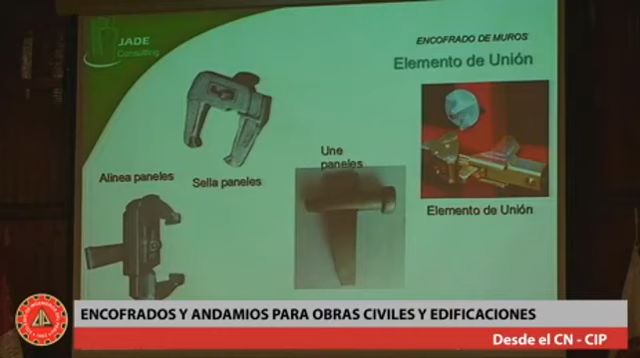 JADE
Consulting
ENCOFRADO DE MUROS
Elemento de Unión
Une
paneles
Alinea paneles
Sella paneles
Elemento de Unión
ENCOFRADOS Y ANDAMIOS PARA OBRAS CIVILES Y EDIFICACIONES
Desde el CN - CIP